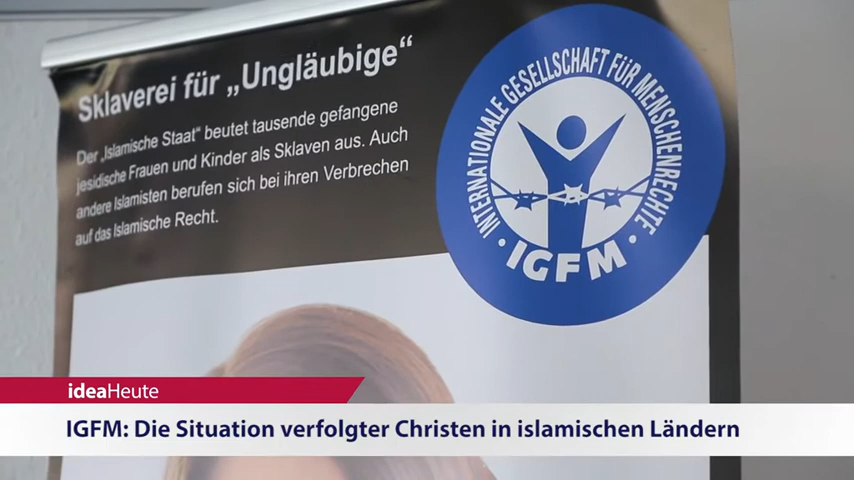 Sklaverei für „Ungläubige“
Der „Islamische Staat“ beutet tausende gefangene
jesidische Frauen und Kinder als Sklaven aus. Auch
andere Islamisten berufen sich bei ihren Verbrechen
auf das Islamische Recht.
• INTERNATIONALE GESELLSCHAFT FÜR MENSCHENRECHTE •
IGFM
ideaHeute
IGFM: Die Situation verfolgter Christen in islamischen Ländern